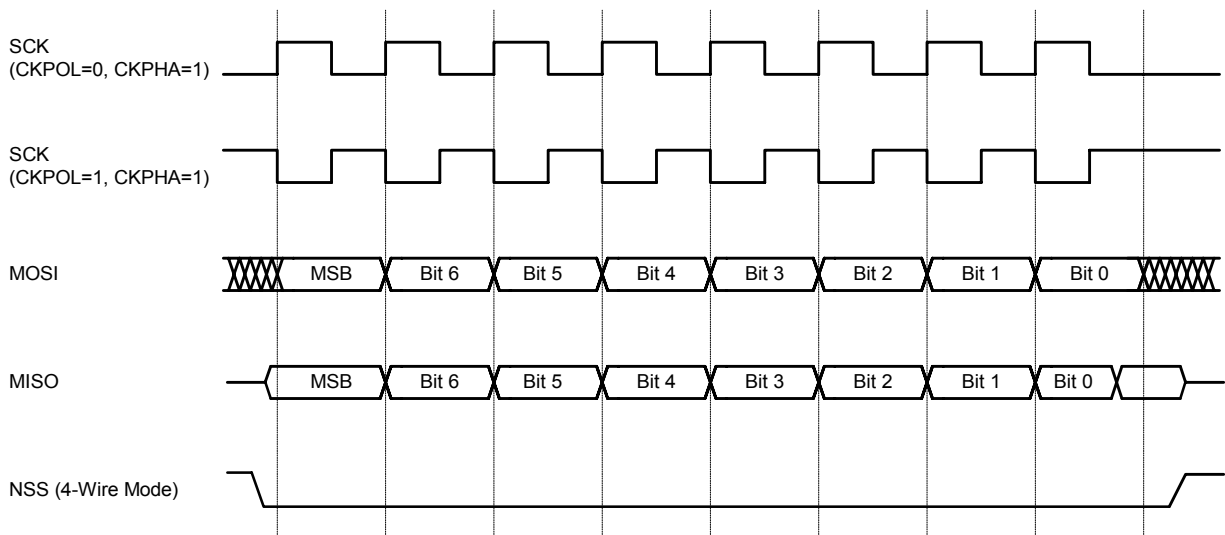 SCK
(CKPOL=0, CKPHA=1)
SCK
(CKPOL=1, CKPHA=1)
MOSI
MSB Bit 6 Bit 5 Bit 4 Bit 3 Bit 2 Bit 1 Bit 0
MISO
MSB Bit 6 Bit 5 Bit 4 Bit 3 Bit 2 Bit 1 Bit 0
NSS (4-Wire Mode)